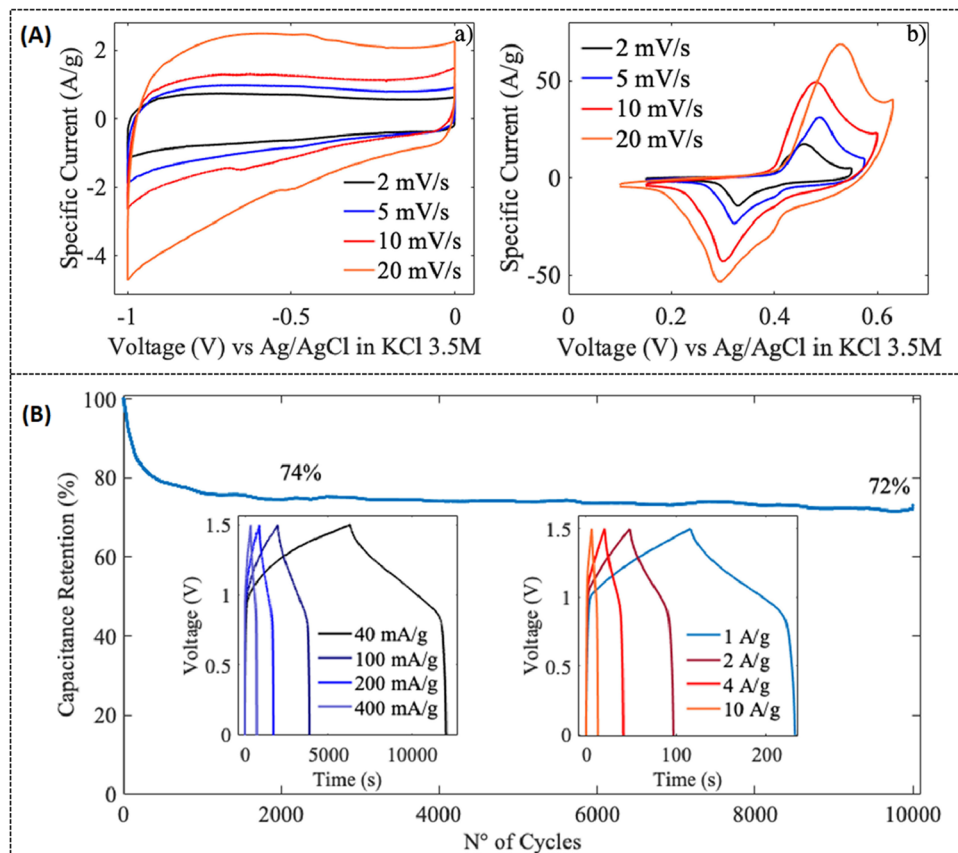 (A)
a)
Specific Current (A/g)
2
0
-2
-4
2 mV/s
5 mV/s
10 mV/s
20 mV/s
-1
-0.5
0
Voltage (V) vs Ag/AgCl in KCl 3.5M
b)
Specific Current (A/g)
50
0
-50
2 mV/s
5 mV/s
10 mV/s
20 mV/s
0
0.2
0.4
0.6
Voltage (V) vs Ag/AgCl in KCl 3.5M
(B)
Capacitance Retention (%)
100
80
60
40
20
0
74%
72%
Voltage (V)
1.5
1
0.5
0
40 mA/g
100 mA/g
200 mA/g
400 mA/g
0
5000
10000
Time (s)
Voltage (V)
1.5
1
0.5
0
1 A/g
2 A/g
4 A/g
10 A/g
0
100
200
Time (s)
0
2000
4000
6000
8000
10000
N° of Cycles